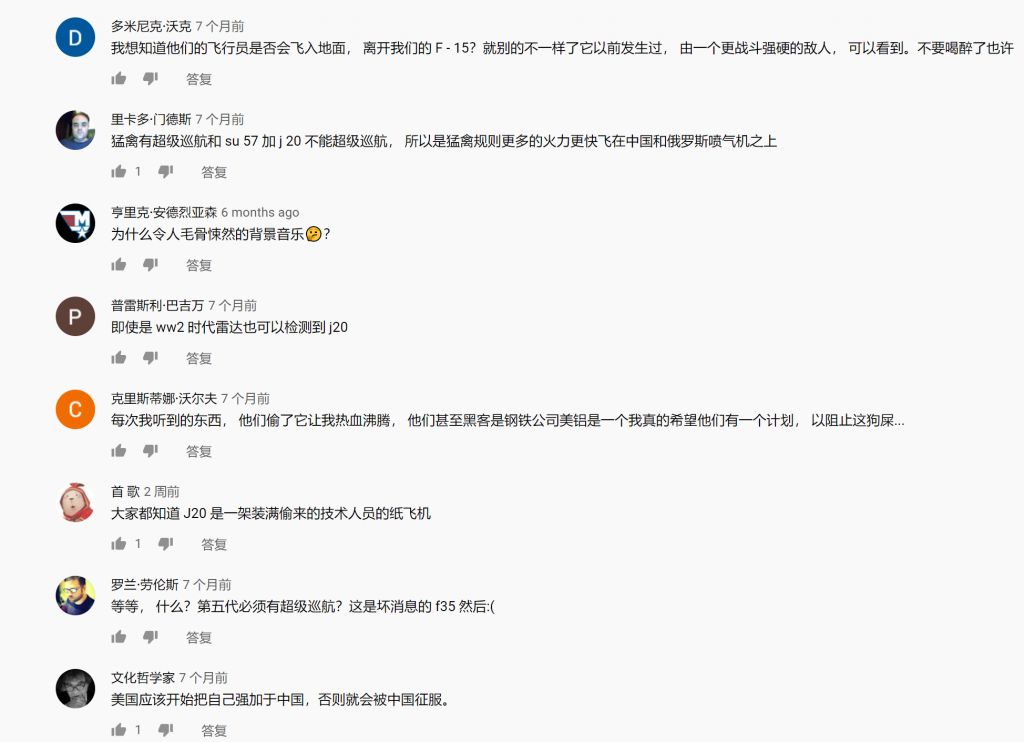 D
多米尼克·沃克 7 个月前
我想知道他们的飞行员是否会飞入地面， 离开我们的 F - 15？就别的不一样了它以前发生过， 由一个更战斗强硬的敌人， 可以看到。不要喝醉了也许
答复
里卡多·门德斯 7 个月前
猛禽有超级巡航和 su 57 加 j 20 不能超级巡航， 所以是猛禽规则更多的火力更快飞在中国和俄罗斯喷气机之上
1 答复
M
亨里克·安德烈亚森 6 months ago
为什么令人毛骨悚然的背景音乐🤔？
答复
P
普雷斯利·巴吉万 7 个月前
即使是 ww2 时代雷达也可以检测到 j20
答复
C
克里斯蒂娜·沃尔夫 7 个月前
每次我听到的东西， 他们偷了它让我热血沸腾， 他们甚至黑客是钢铁公司美铝是一个我真的希望他们有一个计划， 以阻止这狗屎...
答复
首 歌 2 周前
大家都知道 J20 是一架装满偷来的技术人员的纸飞机
1 答复
罗兰·劳伦斯 7 个月前
等等， 什么？第五代必须有超级巡航？这是坏消息的 f35 然后:(
答复
文化哲学家 7 个月前
美国应该开始把自己强加于中国，否则就会被中国征服。
1 答复